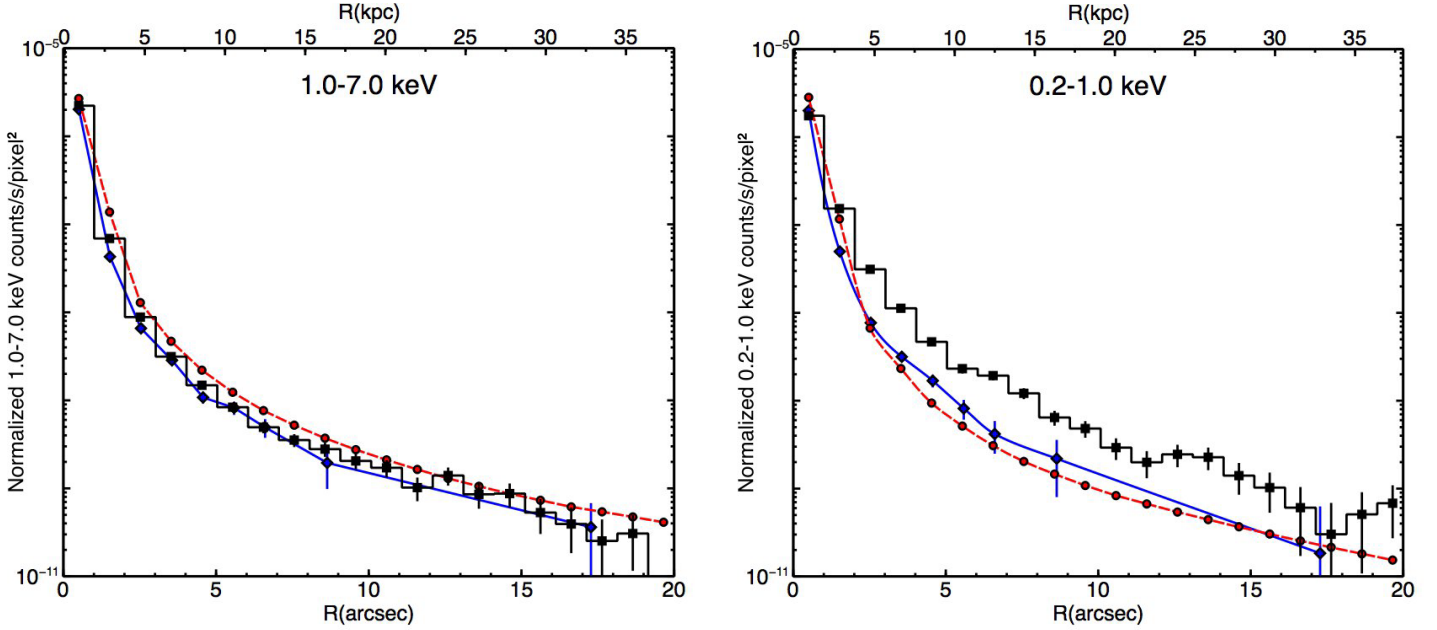 R(kpc)
0 5 10 15 20 25 30 35
10⁻⁵
1.0-7.0 keV
Normalized 1.0-7.0 keV counts/s/pixel²
10⁻¹¹
0 5 10 15 20
R(arcsec)
R(kpc)
0 5 10 15 20 25 30 35
10⁻⁵
0.2-1.0 keV
Normalized 0.2-1.0 keV counts/s/pixel²
10⁻¹¹
0 5 10 15 20
R(arcsec)